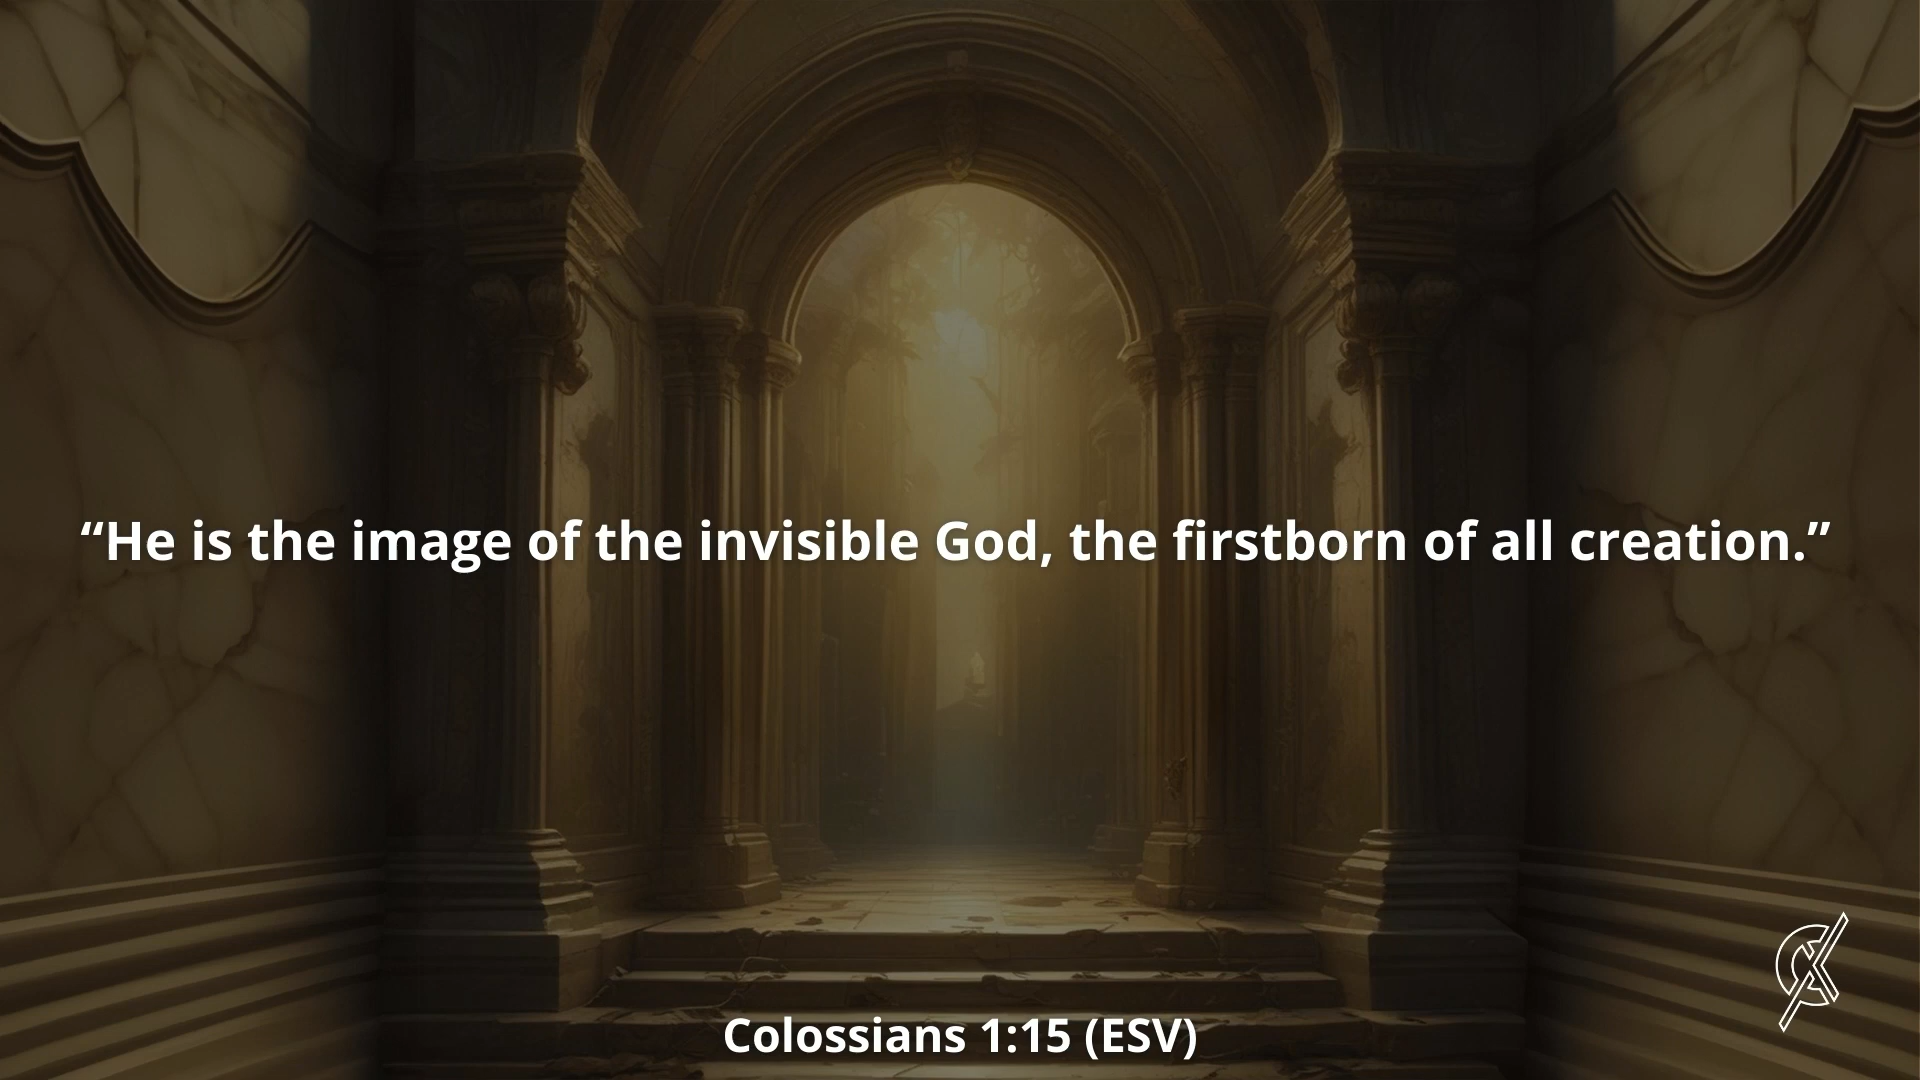 “He is the image of the invisible God, the firstborn of all creation.”
Colossians 1:15 (ESV)